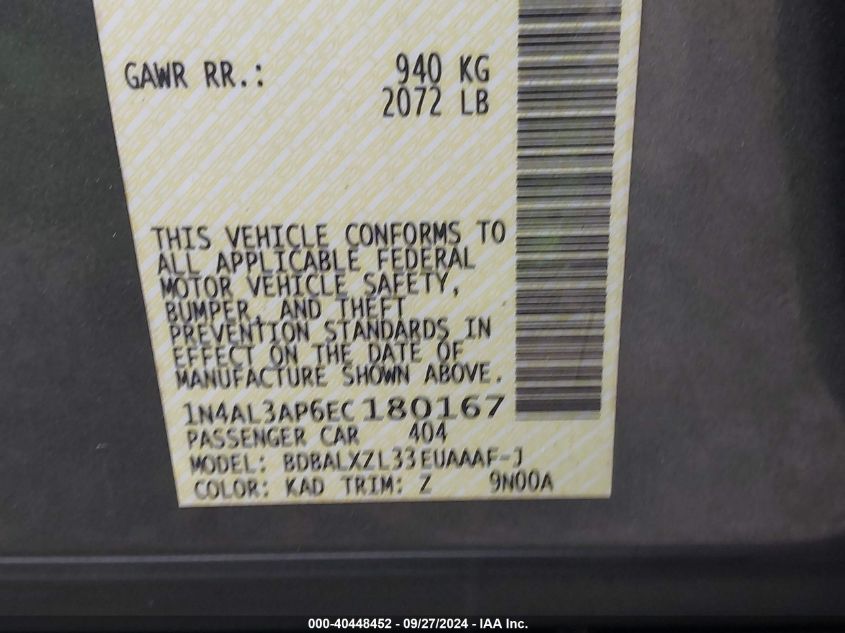 GAWR RR.: 940 KG
2072 LB
THIS VEHICLE CONFORMS TO
ALL APPLICABLE FEDERAL
MOTOR VEHICLE SAFETY,
BUMPER, AND THEFT
PREVENTION STANDARDS IN
EFFECT ON THE DATE OF
MANUFACTURE SHOWN ABOVE.
1N4AL3AP6EC180167
PASSENGER CAR 404
MODEL: BDBALXZL33EUAAAF-J
COLOR: KAD TRIM: Z 9N00A
000-40448452 - 09/27/2024 - IAA Inc.